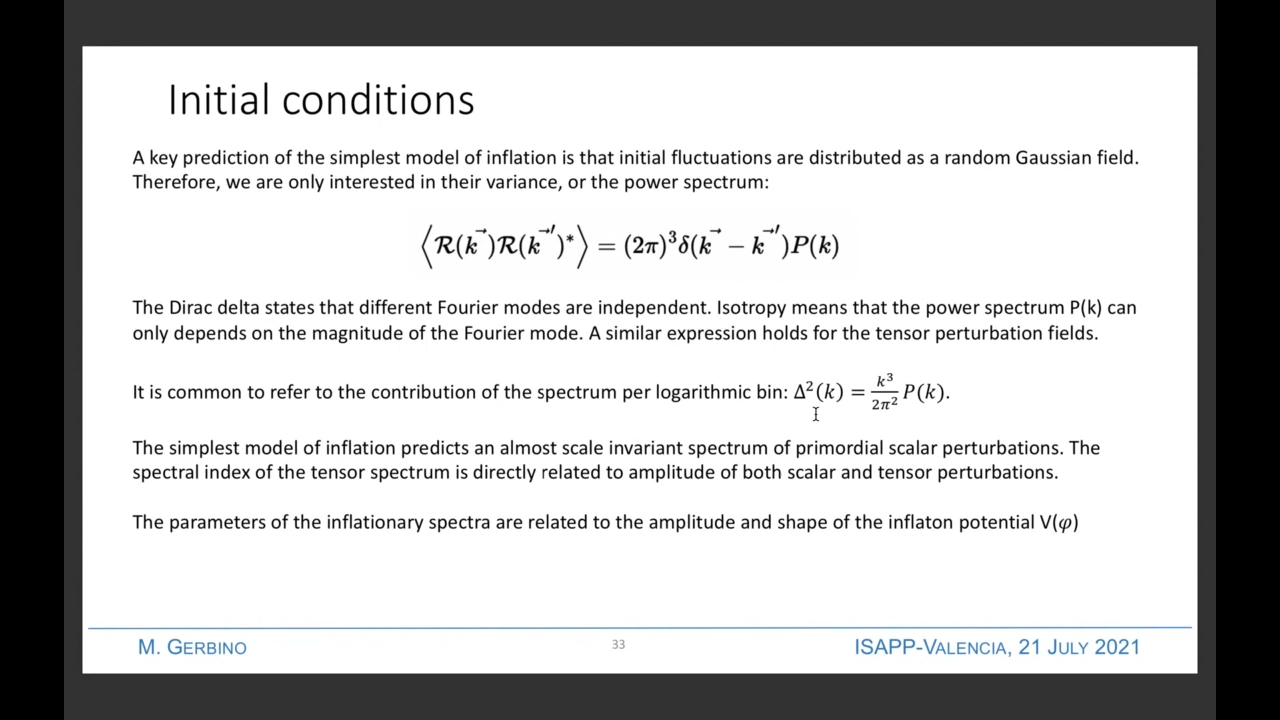 Initial conditions
A key prediction of the simplest model of inflation is that initial fluctuations are distributed as a random Gaussian field.
Therefore, we are only interested in their variance, or the power spectrum:
⟨ℛ(k⃗)ℛ(k⃗′)*⟩ = (2π)³δ(k⃗ − k⃗′)P(k)
The Dirac delta states that different Fourier modes are independent. Isotropy means that the power spectrum P(k) can
only depends on the magnitude of the Fourier mode. A similar expression holds for the tensor perturbation fields.
It is common to refer to the contribution of the spectrum per logarithmic bin: Δ²(k) = k³/2π² P(k).
The simplest model of inflation predicts an almost scale invariant spectrum of primordial scalar perturbations. The
spectral index of the tensor spectrum is directly related to amplitude of both scalar and tensor perturbations.
The parameters of the inflationary spectra are related to the amplitude and shape of the inflaton potential V(φ)
M. GERBINO
33
ISAPP-VALENCIA, 21 JULY 2021